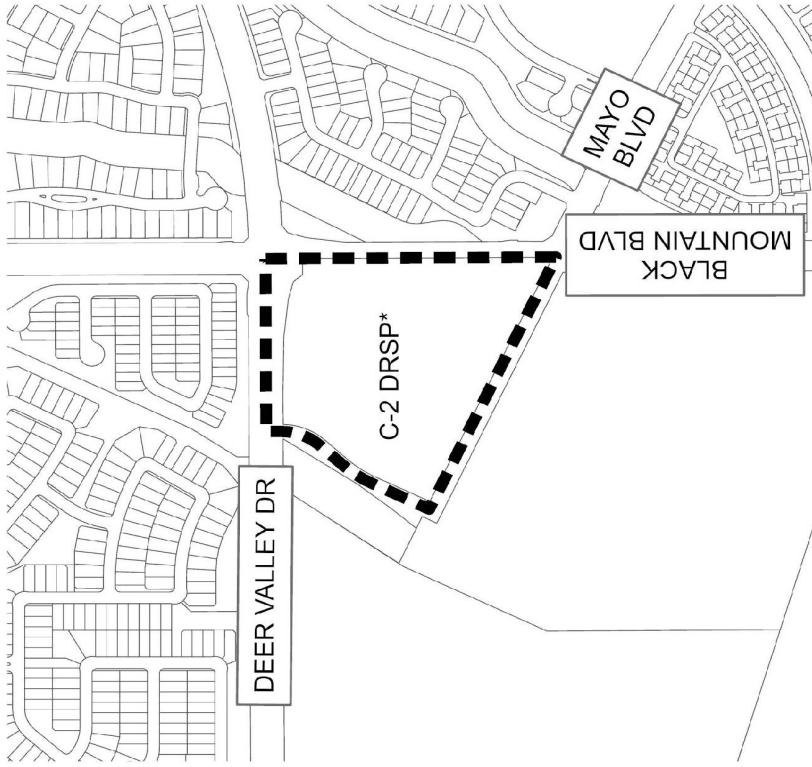 MAYO
BLVD
BLACK
MOUNTAIN BLVD
C-2 DRSP*
DEER VALLEY DR